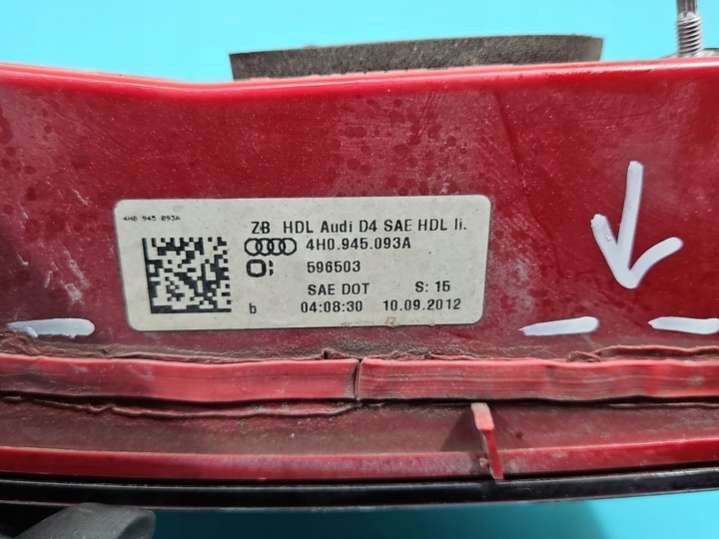 4H0 945 093A
ZB HDL Audi D4 SAE HDL li.
4H0.945.093A
596503
SAE DOT S: 15
b 04:08:30 10.09.2012